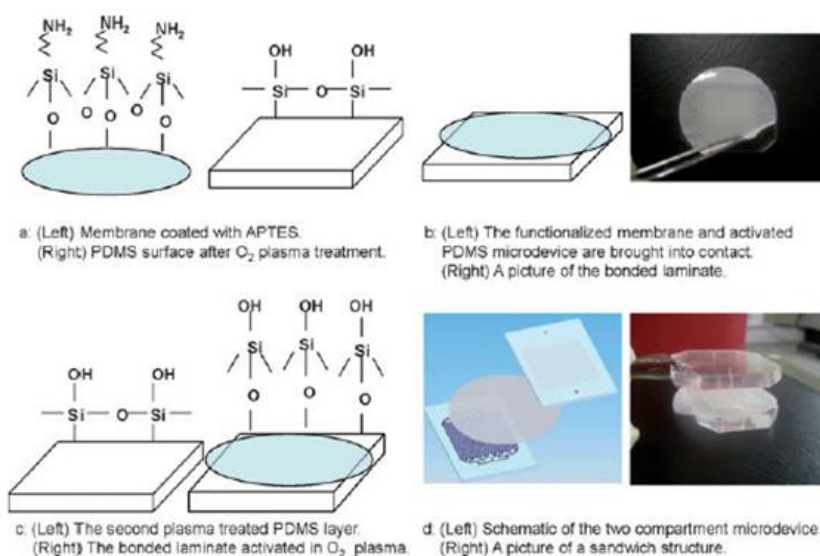 NH2 NH2 NH2
Si Si Si
O O O O O
OH OH
Si O Si
a: (Left) Membrane coated with APTES.
(Right) PDMS surface after O2 plasma treatment.
b: (Left) The functionalized membrane and activated
PDMS microdevice are brought into contact.
(Right) A picture of the bonded laminate.
OH OH OH
Si Si Si
O O O
OH OH
Si O Si
c: (Left) The second plasma treated PDMS layer.
(Right) The bonded laminate activated in O2 plasma.
d: (Left) Schematic of the two compartment microdevice.
(Right) A picture of a sandwich structure.